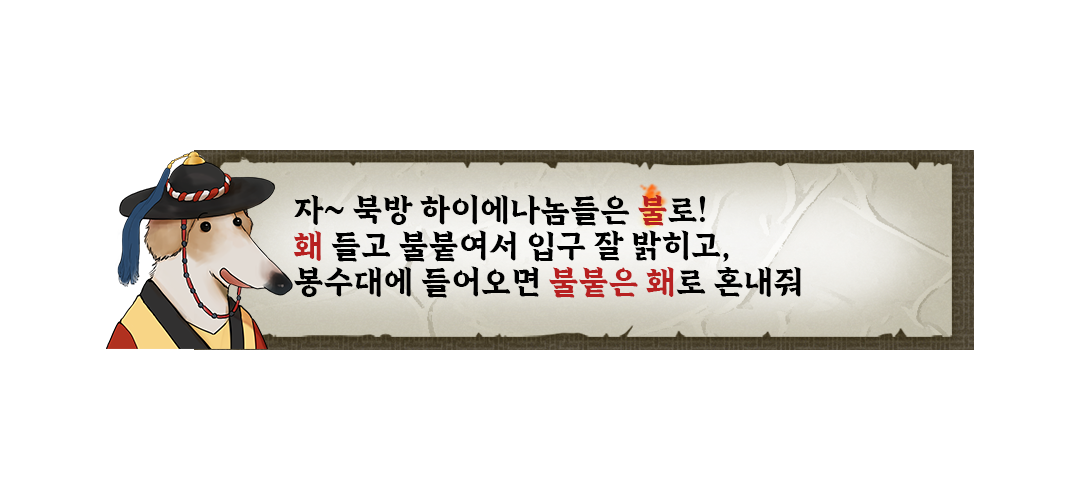 자~ 북방 하이에나놈들은 불로!
홰 들고 불붙여서 입구 잘 밝히고,
봉수대에 들어오면 불붙은 홰로 혼내줘